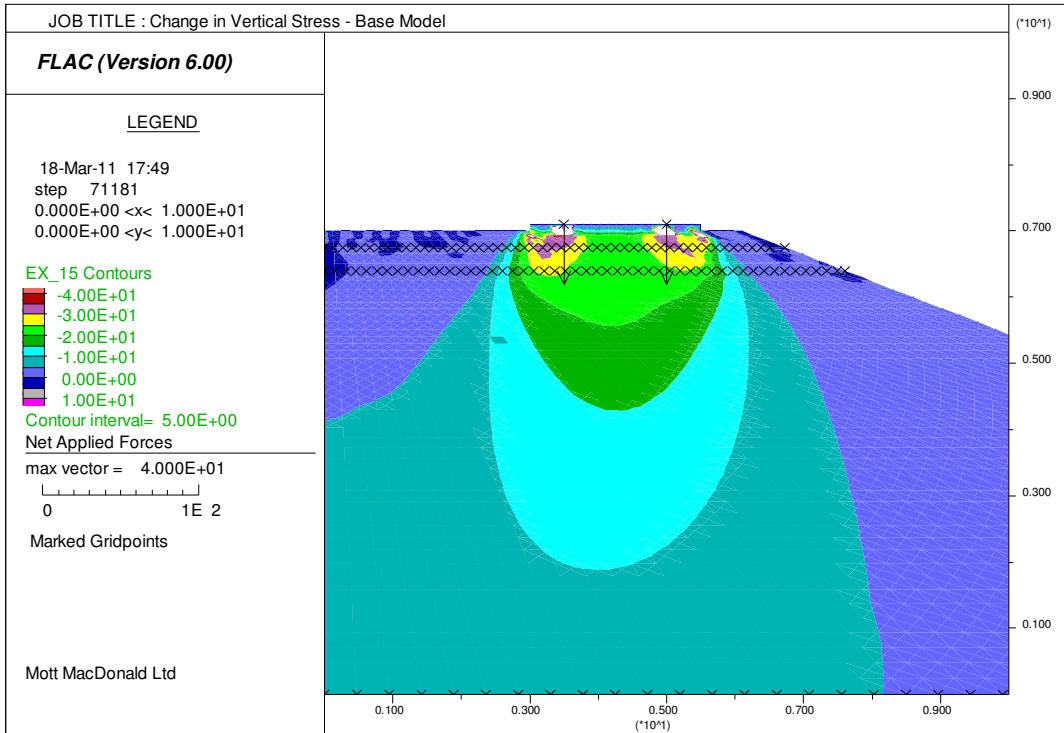 JOB TITLE : Change in Vertical Stress - Base Model
(*10^1)
FLAC (Version 6.00)
LEGEND
18-Mar-11 17:49
step 71181
0.000E+00 <x< 1.000E+01
0.000E+00 <y< 1.000E+01
EX_15 Contours
-4.00E+01
-3.00E+01
-2.00E+01
-1.00E+01
0.00E+00
1.00E+01
Contour interval= 5.00E+00
Net Applied Forces
max vector = 4.000E+01
0 1E 2
Marked Gridpoints
Mott MacDonald Ltd
0.900
0.700
0.500
0.300
0.100
0.100 0.300 0.500 0.700 0.900
(*10^1)